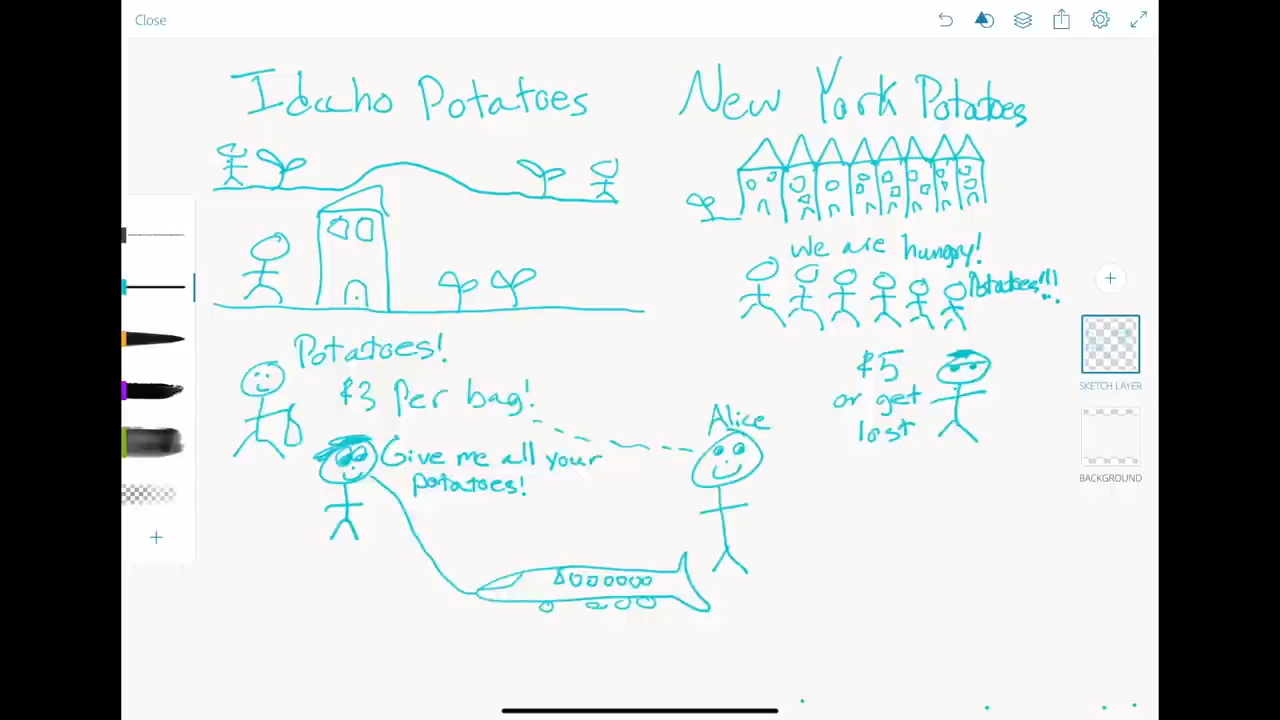 Close
Idaho Potatoes
New York Potatoes
We are hungry!
Potatoes!!!
Potatoes!
$3 Per bag!
$5
or get
lost
Alice
Give me all your
potatoes!
SKETCH LAYER
BACKGROUND